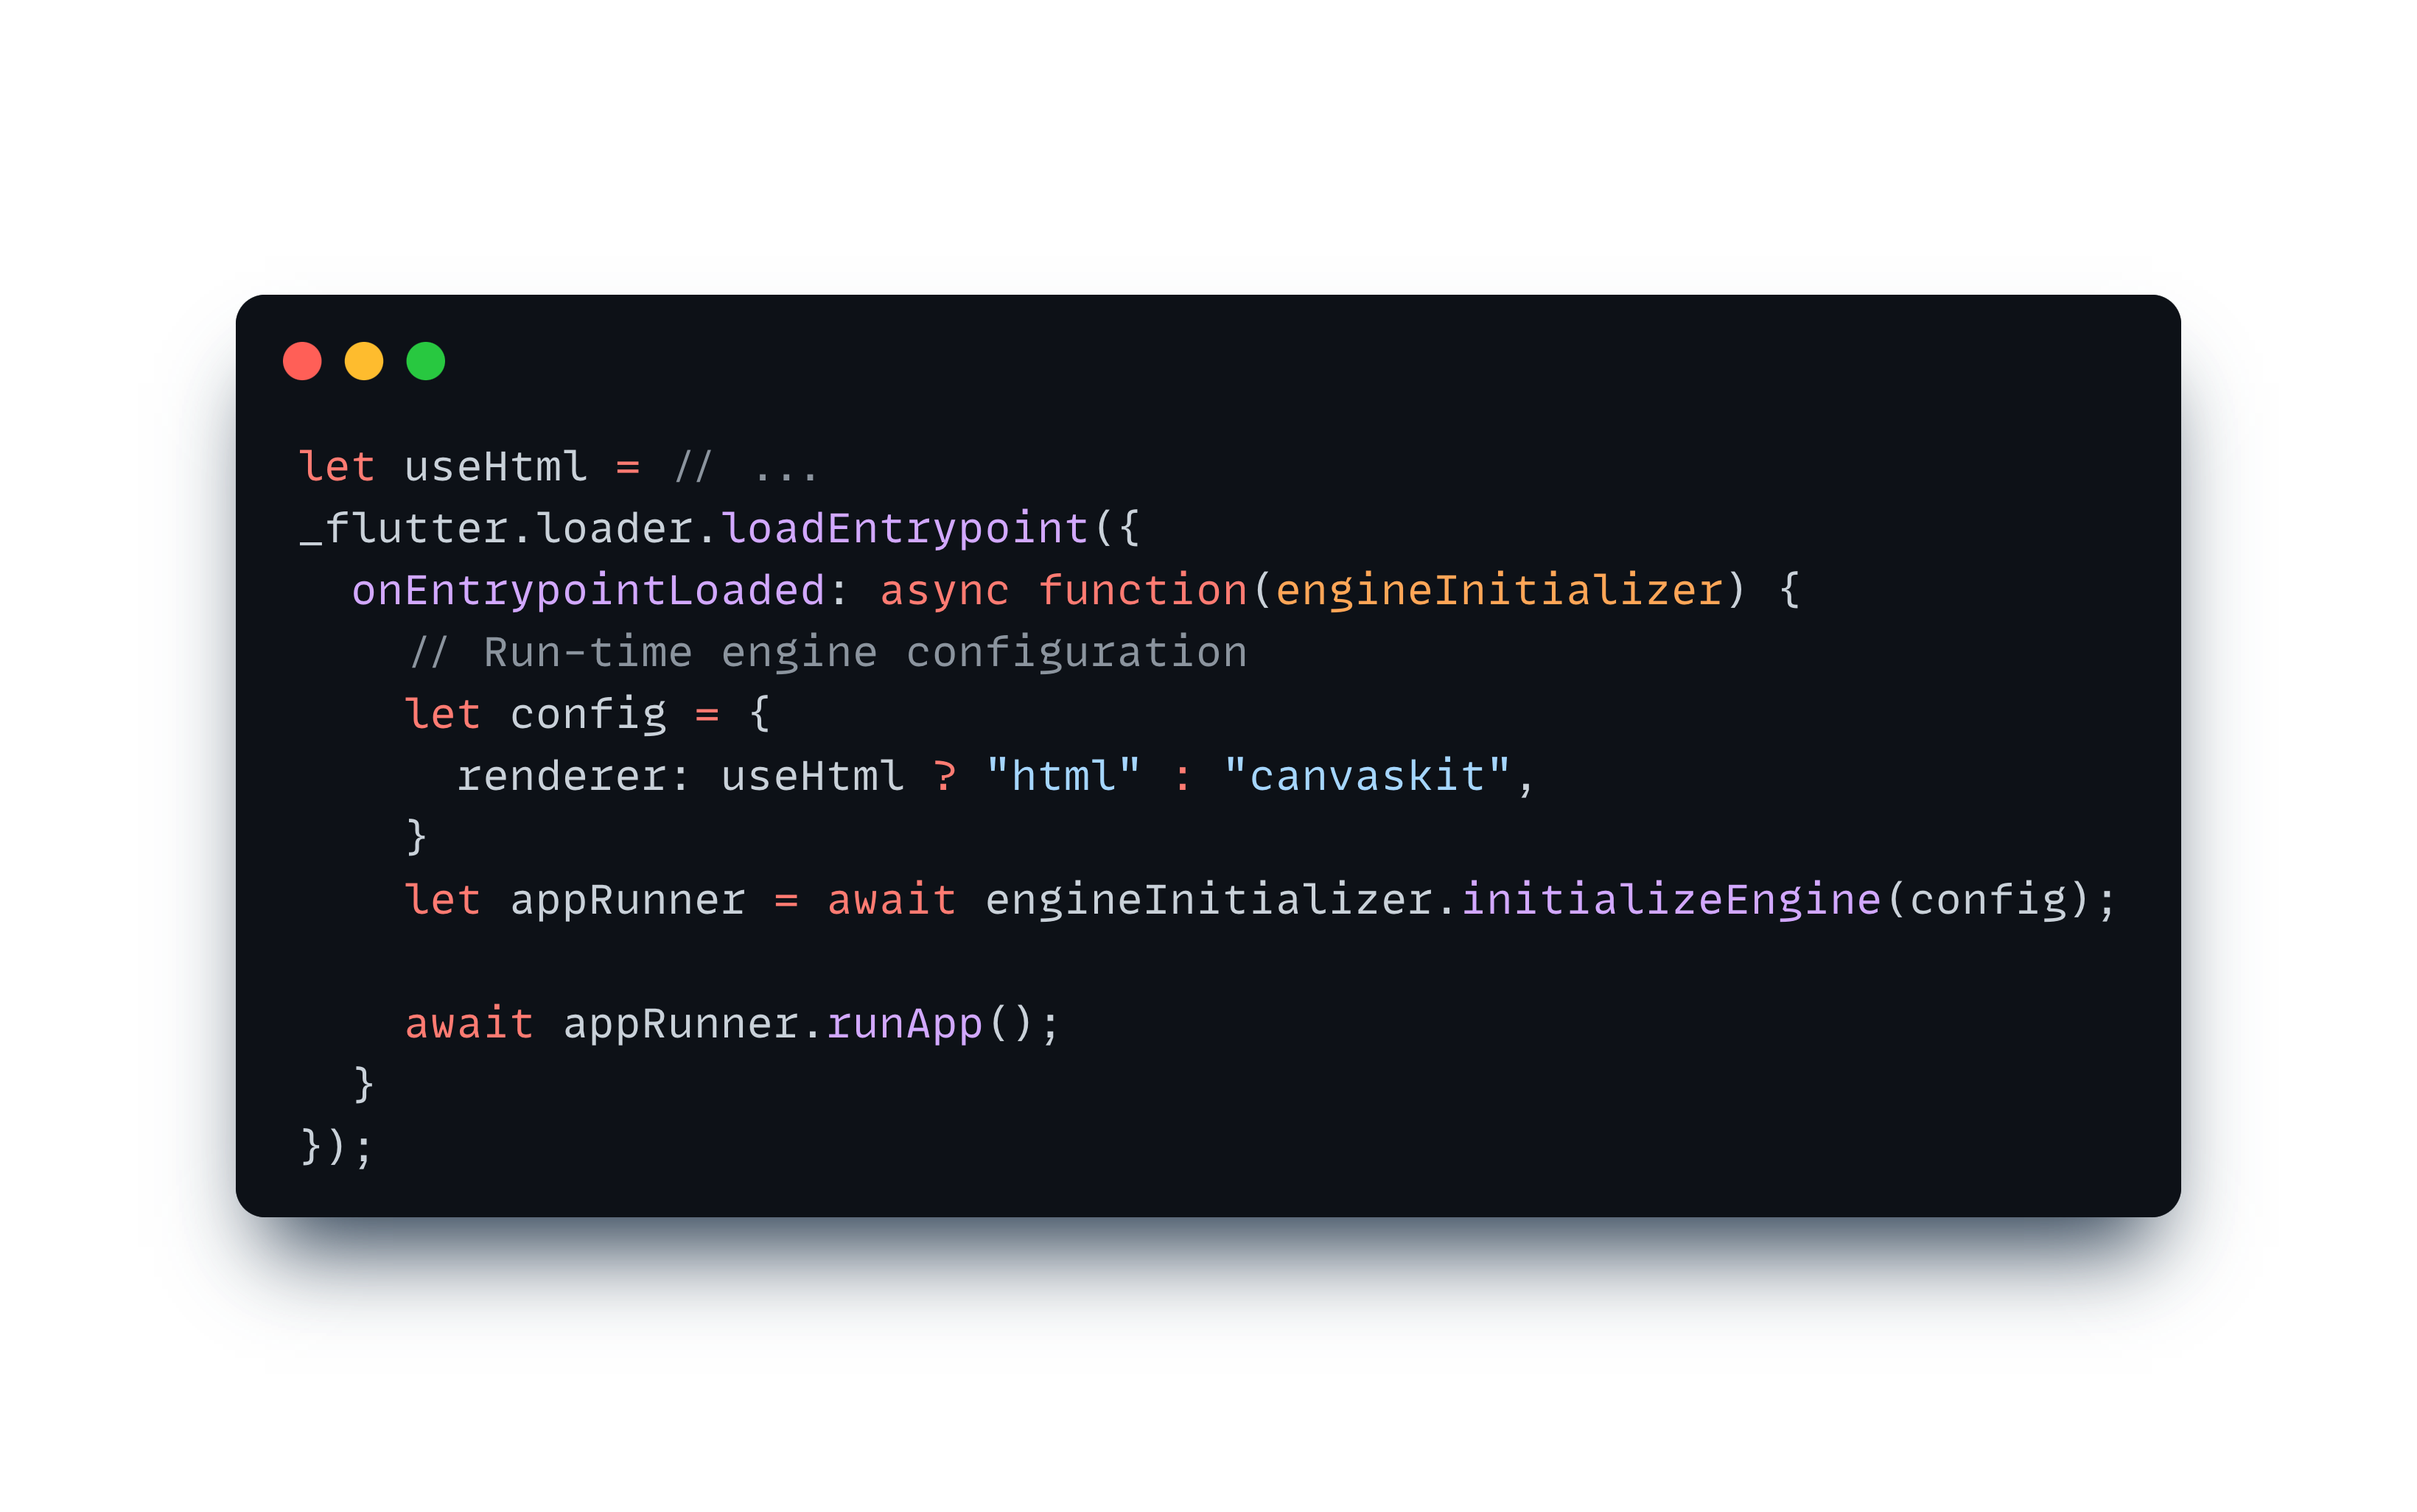 let useHtml = // ...
_flutter.loader.loadEntrypoint({
  onEntrypointLoaded: async function(engineInitializer) {
    // Run-time engine configuration
    let config = {
      renderer: useHtml ? "html" : "canvaskit",
    }
    let appRunner = await engineInitializer.initializeEngine(config);

    await appRunner.runApp();
  }
});